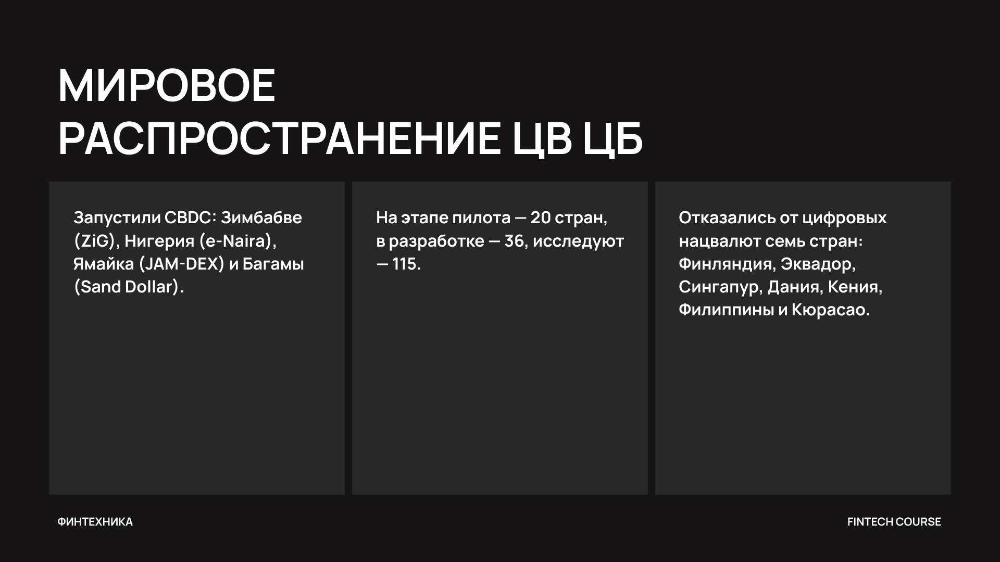 МИРОВОЕ
РАСПРОСТРАНЕНИЕ ЦВ ЦБ
Запустили CBDC: Зимбабве
(ZiG), Нигерия (e-Naira),
Ямайка (JAM-DEX) и Багамы
(Sand Dollar).
На этапе пилота — 20 стран,
в разработке — 36, исследуют
— 115.
Отказались от цифровых
нацвалют семь стран:
Финляндия, Эквадор,
Сингапур, Дания, Кения,
Филиппины и Кюрасао.
ФИНТЕХНИКА
FINTECH COURSE